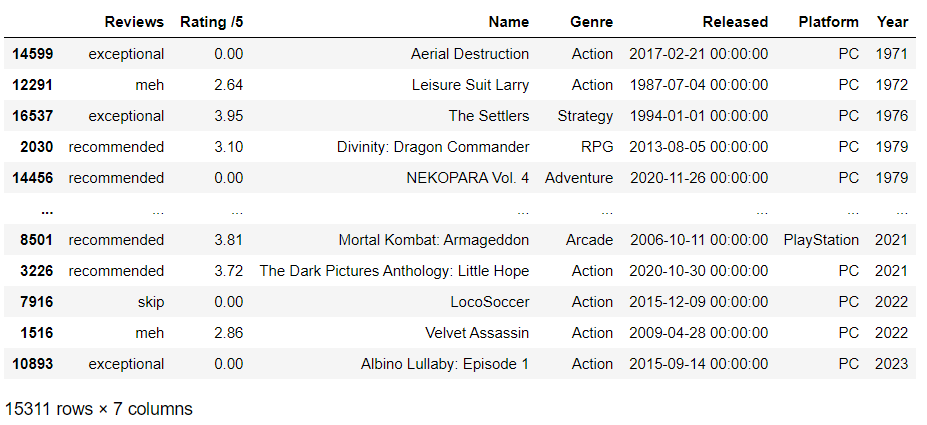 Reviews Rating /5 Name Genre Released Platform Year
14599 exceptional 0.00 Aerial Destruction Action 2017-02-21 00:00:00 PC 1971
12291 meh 2.64 Leisure Suit Larry Action 1987-07-04 00:00:00 PC 1972
16537 exceptional 3.95 The Settlers Strategy 1994-01-01 00:00:00 PC 1976
2030 recommended 3.10 Divinity: Dragon Commander RPG 2013-08-05 00:00:00 PC 1979
14456 recommended 0.00 NEKOPARA Vol. 4 Adventure 2020-11-26 00:00:00 PC 1979
... ... ... ... ... ... ... ...
8501 recommended 3.81 Mortal Kombat: Armageddon Arcade 2006-10-11 00:00:00 PlayStation 2021
3226 recommended 3.72 The Dark Pictures Anthology: Little Hope Action 2020-10-30 00:00:00 PC 2021
7916 skip 0.00 LocoSoccer Action 2015-12-09 00:00:00 PC 2022
1516 meh 2.86 Velvet Assassin Action 2009-04-28 00:00:00 PC 2022
10893 exceptional 0.00 Albino Lullaby: Episode 1 Action 2015-09-14 00:00:00 PC 2023
15311 rows × 7 columns